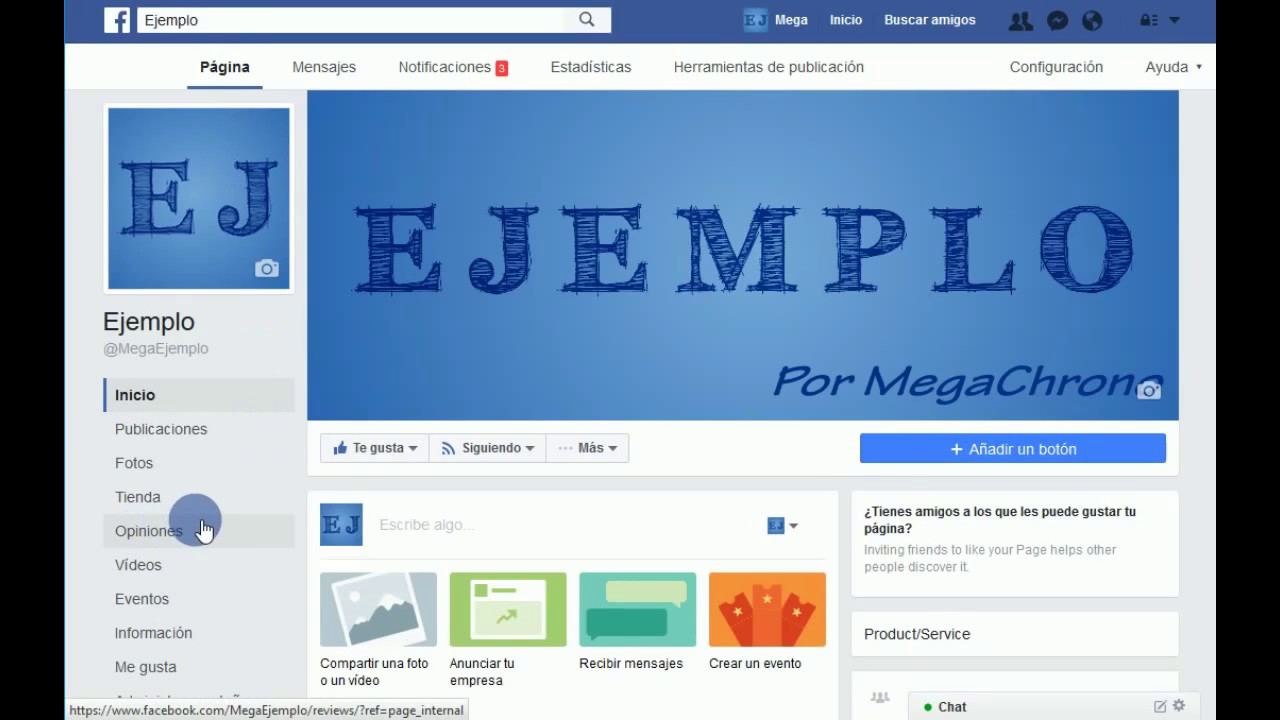 Ejemplo
EJ Mega Inicio Buscar amigos
Página Mensajes Notificaciones 3 Estadísticas Herramientas de publicación Configuración Ayuda
EJ
EJEMPLO
Por MegaChrono
Ejemplo
@MegaEjemplo
Inicio
Publicaciones
Fotos
Tienda
Opiniones
Vídeos
Eventos
Información
Me gusta
Te gusta Siguiendo Más + Añadir un botón
EJ Escribe algo... EJ
Compartir una foto
o un vídeo
Anunciar tu
empresa
Recibir mensajes
Crear un evento
¿Tienes amigos a los que les puede gustar tu
página?
Inviting friends to like your Page helps other
people discover it.
Product/Service
Chat
https://www.facebook.com/MegaEjemplo/reviews/?ref=page_internal